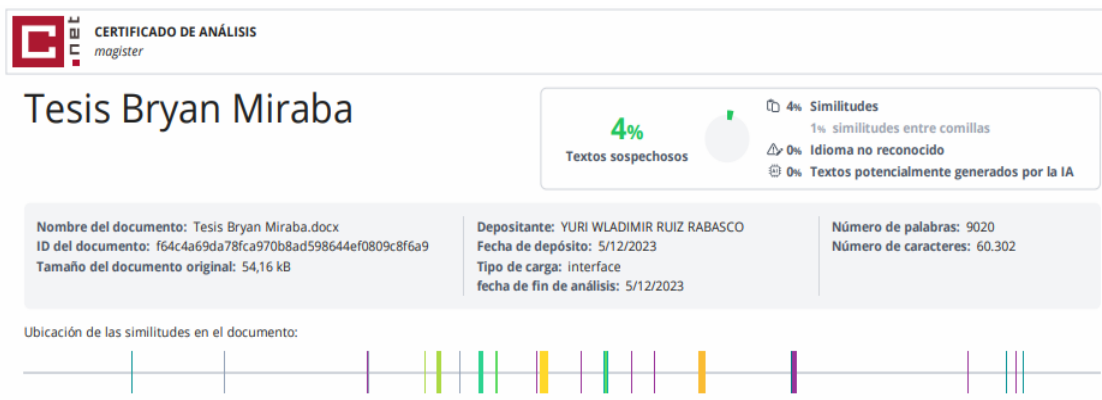 C
.net
CERTIFICADO DE ANÁLISIS
magister
Tesis Bryan Miraba
4%
Textos sospechosos
4% Similitudes
1% similitudes entre comillas
0% Idioma no reconocido
0% Textos potencialmente generados por la IA
Nombre del documento: Tesis Bryan Miraba.docx
ID del documento: f64c4a69da78fca970b8ad598644ef0809c8f6a9
Tamaño del documento original: 54,16 kB
Depositante: YURI WLADIMIR RUIZ RABASCO
Fecha de depósito: 5/12/2023
Tipo de carga: interface
fecha de fin de análisis: 5/12/2023
Número de palabras: 9020
Número de caracteres: 60.302
Ubicación de las similitudes en el documento: